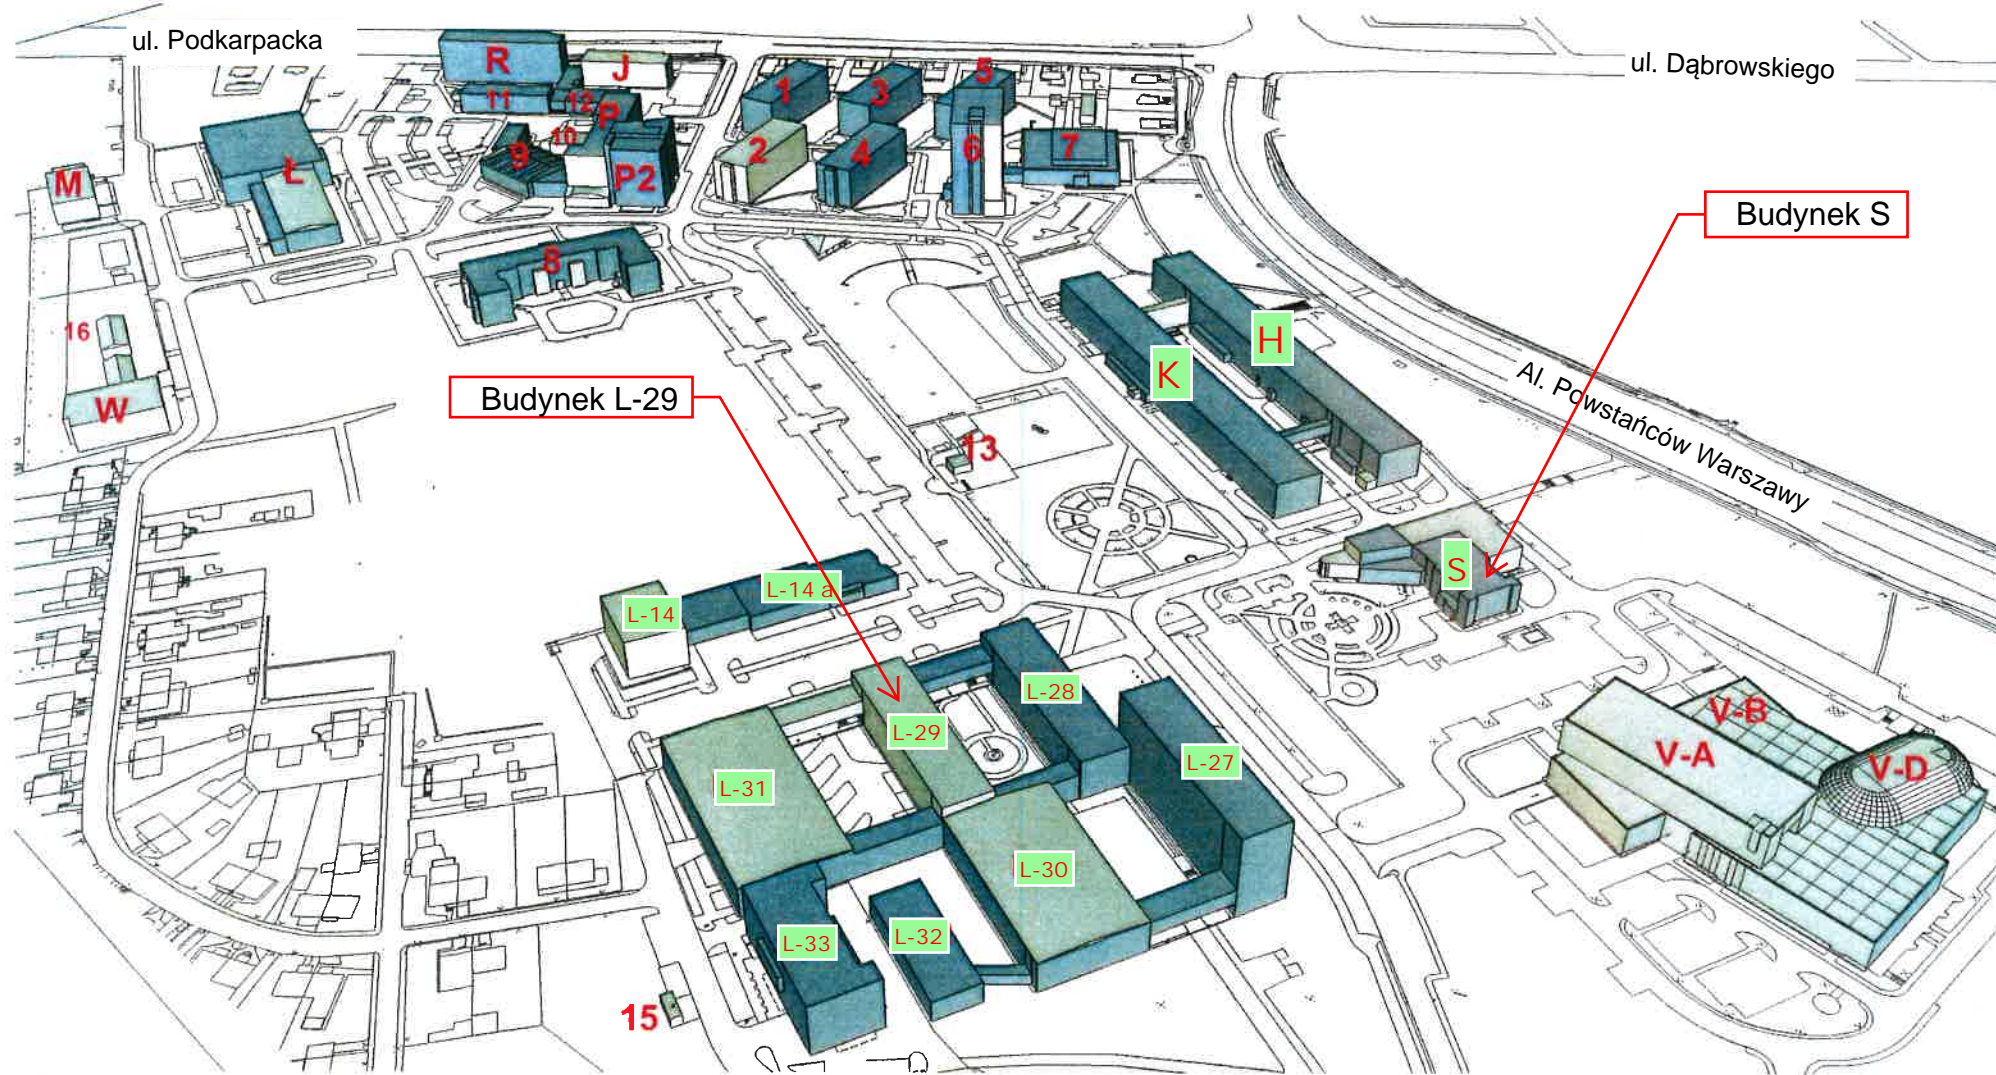 ul. Podkarpacka
ul. Dąbrowskiego
R
J
11
12
P
10
9
P2
1
3
5
2
4
6
7
M
Ł
8
Budynek S
16
W
H
K
Al. Powstańców Warszawy
Budynek L-29
13
S
L-14
L-14 a
L-28
L-29
L-27
L-31
L-30
L-33
L-32
V-B
V-A
V-D
15